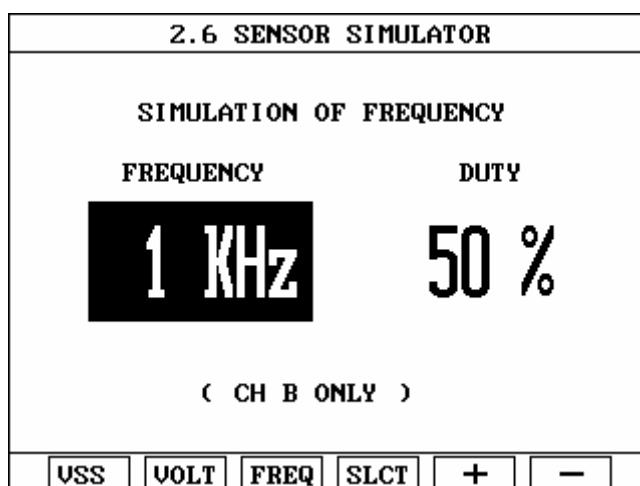 2.6 SENSOR SIMULATOR
SIMULATION OF FREQUENCY
FREQUENCY DUTY
1 KHz 50 %
( CH B ONLY )
VSS VOLT FREQ SLCT + −